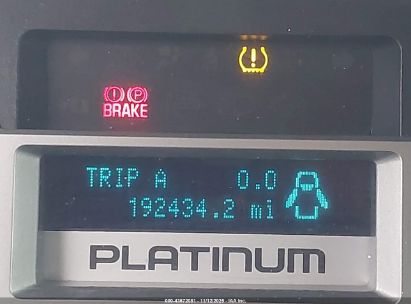 BRAKE
TRIP A 0.0
192434.2 mi
PLATINUM